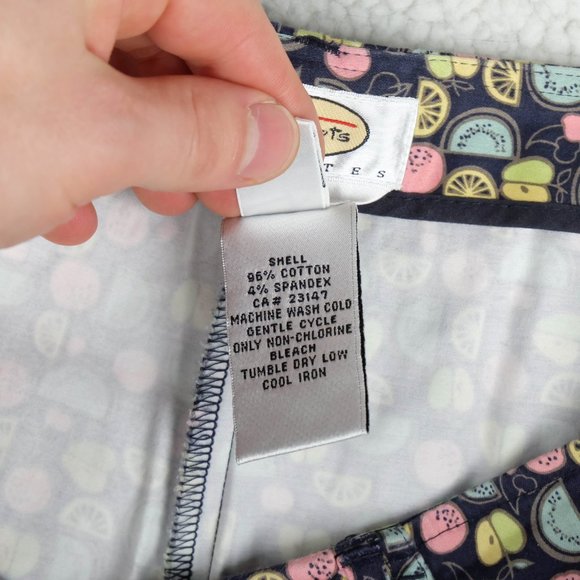 SHELL
96% COTTON
4% SPANDEX
CA# 23147
MACHINE WASH COLD
GENTLE CYCLE
ONLY NON-CHLORINE
BLEACH
TUMBLE DRY LOW
COOL IRON